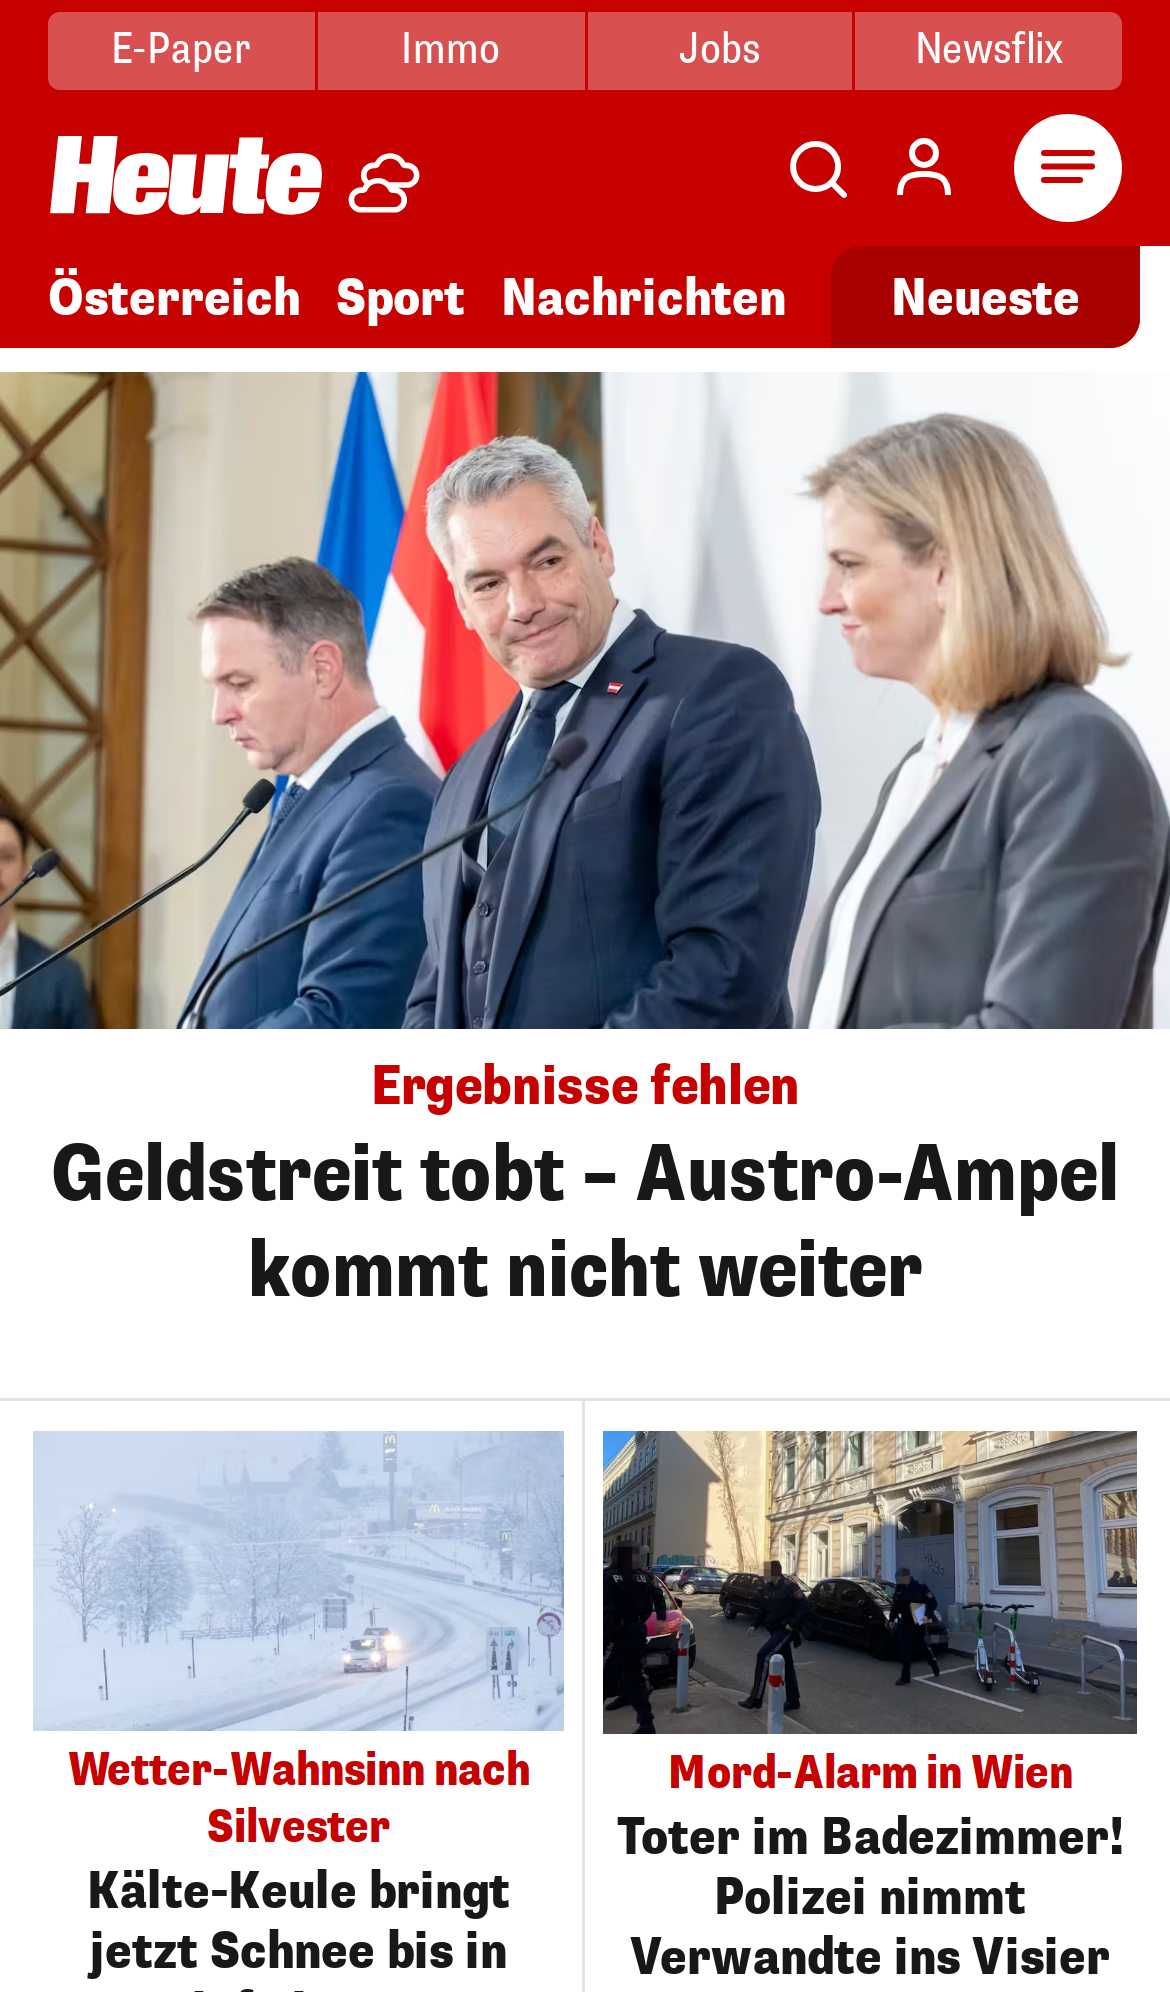 E-Paper
Immo
Jobs
Newsflix
Heute
Österreich
Sport
Nachrichten
Neueste
Ergebnisse fehlen
Geldstreit tobt – Austro-Ampel
kommt nicht weiter
Wetter-Wahnsinn nach
Silvester
Kälte-Keule bringt
jetzt Schnee bis in
Mord-Alarm in Wien
Toter im Badezimmer!
Polizei nimmt
Verwandte ins Visier